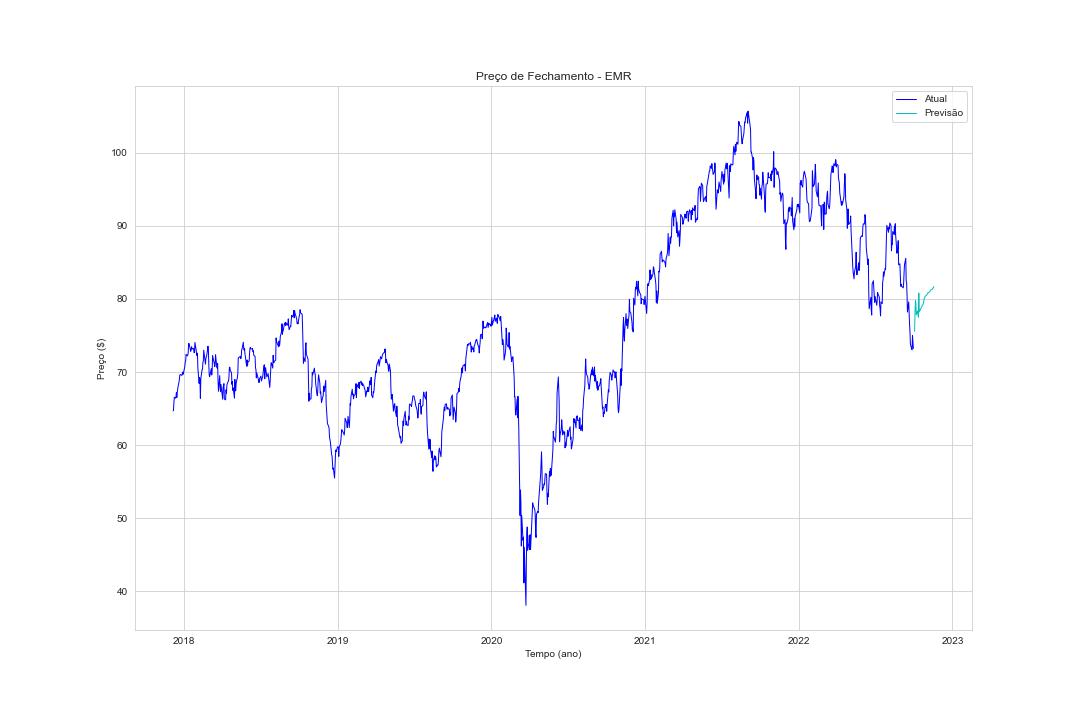 Preço de Fechamento - EMR
Atual
Previsão
Preço ($)
100
90
80
70
60
50
40
2018 2019 2020 2021 2022 2023
Tempo (ano)